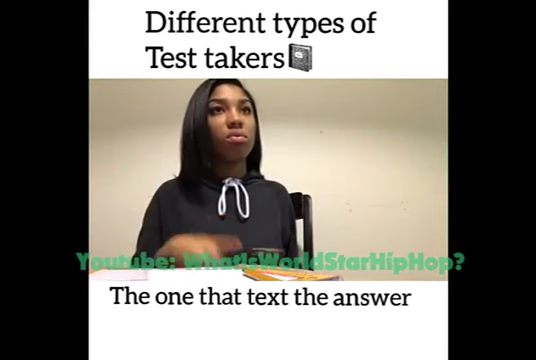 Different types of
Test takers
Youtube: WhatIsWorldStarHipHop?
The one that text the answer